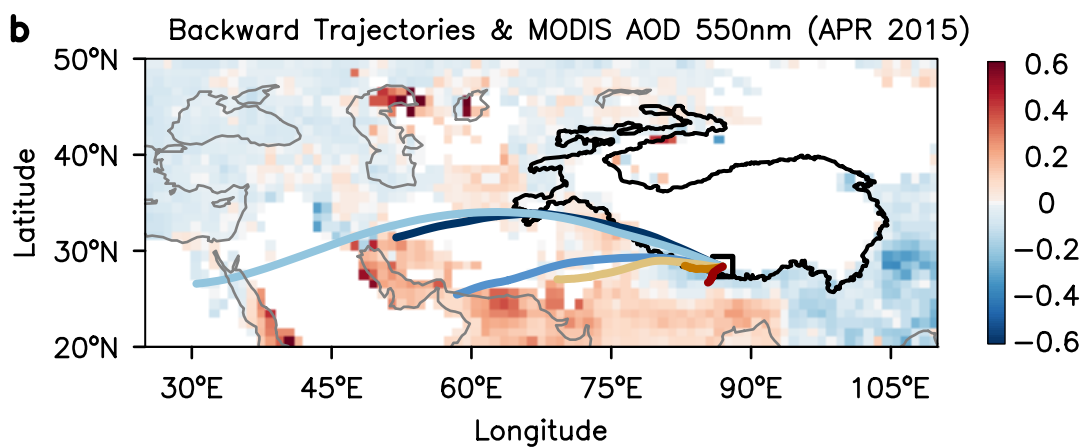 b Backward Trajectories & MODIS AOD 550nm (APR 2015)
50°N
40°N
30°N
20°N
Latitude
30°E 45°E 60°E 75°E 90°E 105°E
Longitude
0.6
0.4
0.2
0
−0.2
−0.4
−0.6